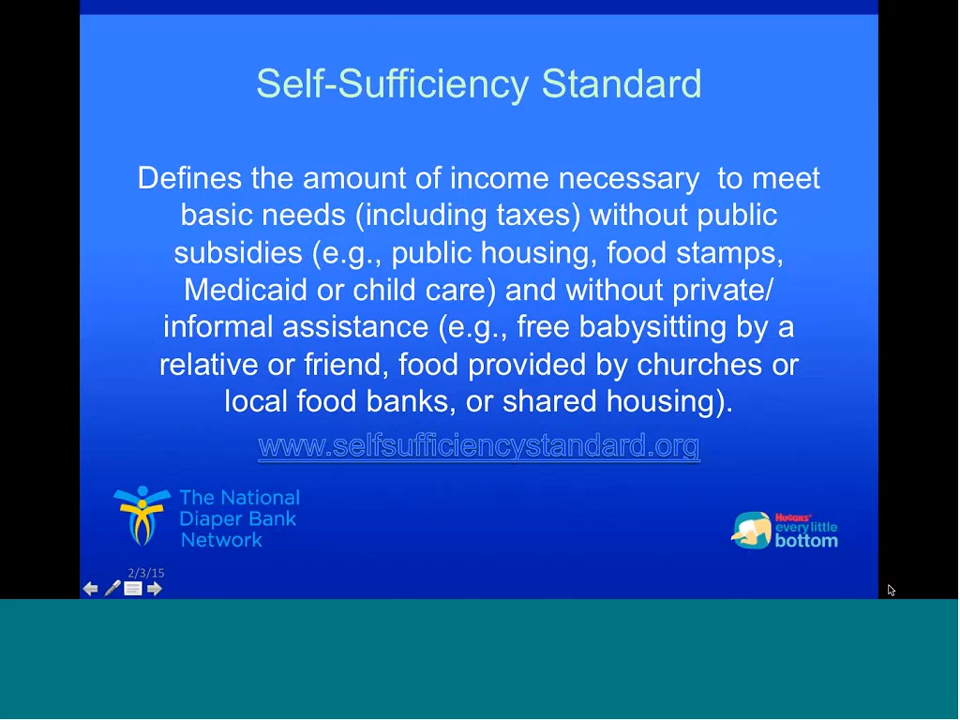 Self-Sufficiency Standard
Defines the amount of income necessary  to meet
basic needs (including taxes) without public
subsidies (e.g., public housing, food stamps,
Medicaid or child care) and without private/
informal assistance (e.g., free babysitting by a
relative or friend, food provided by churches or
local food banks, or shared housing).
www.selfsufficiencystandard.org
The National
Diaper Bank
Network
HUGGIES®
every little
bottom
2/3/15